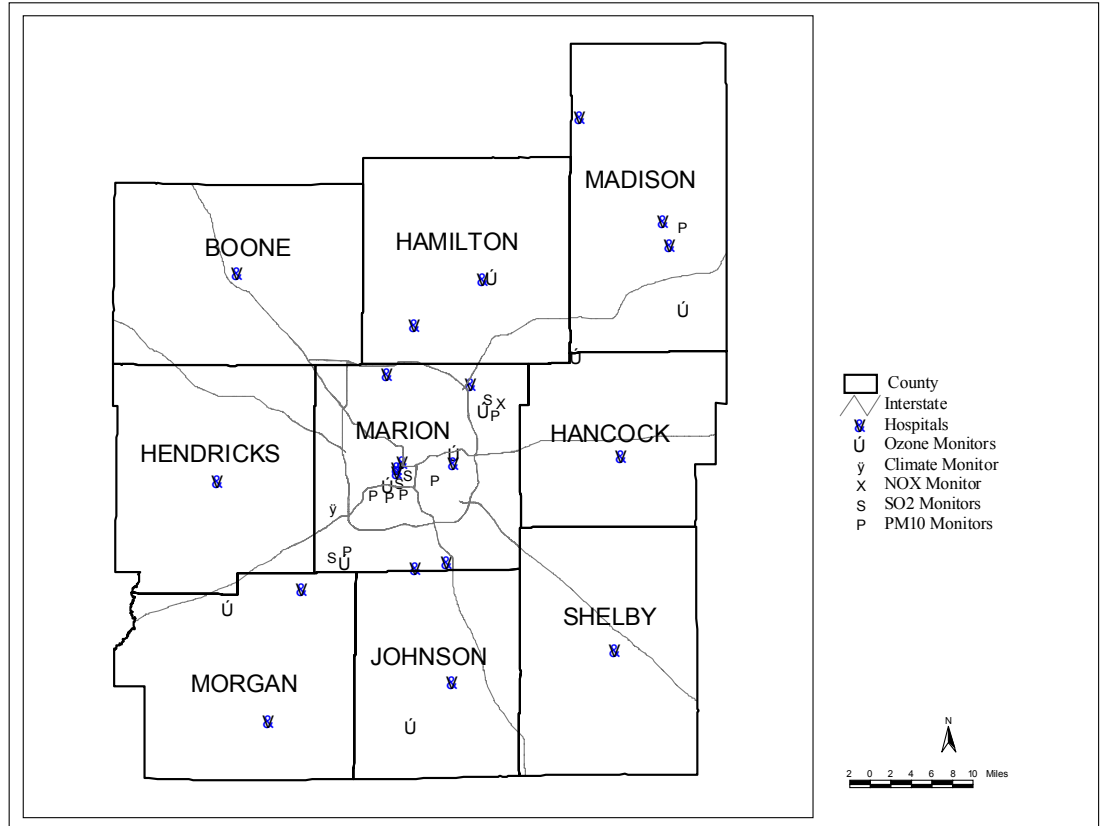 MADISON
P
BOONE
HAMILTON
Ú
Ú
Ú
S X
Ú P
MARION
HANCOCK
HENDRICKS
Ú
S
P
Ú S
P P P
ÿ
P
S Ú
Ú
SHELBY
JOHNSON
MORGAN
Ú
County
Interstate
Hospitals
Ú Ozone Monitors
ÿ Climate Monitor
X NOX Monitor
S SO2 Monitors
P PM10 Monitors
N
2 0 2 4 6 8 10 Miles